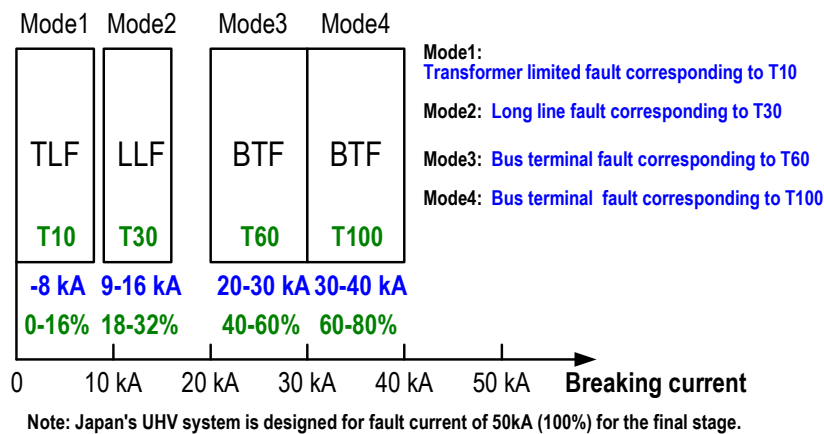 Mode1 Mode2 Mode3 Mode4
Mode1:
Transformer limited fault corresponding to T10
Mode2: Long line fault corresponding to T30
Mode3: Bus terminal fault corresponding to T60
Mode4: Bus terminal fault corresponding to T100
TLF LLF BTF BTF
T10 T30 T60 T100
-8 kA 9-16 kA 20-30 kA 30-40 kA
0-16% 18-32% 40-60% 60-80%
0 10 kA 20 kA 30 kA 40 kA 50 kA Breaking current
Note: Japan's UHV system is designed for fault current of 50kA (100%) for the final stage.